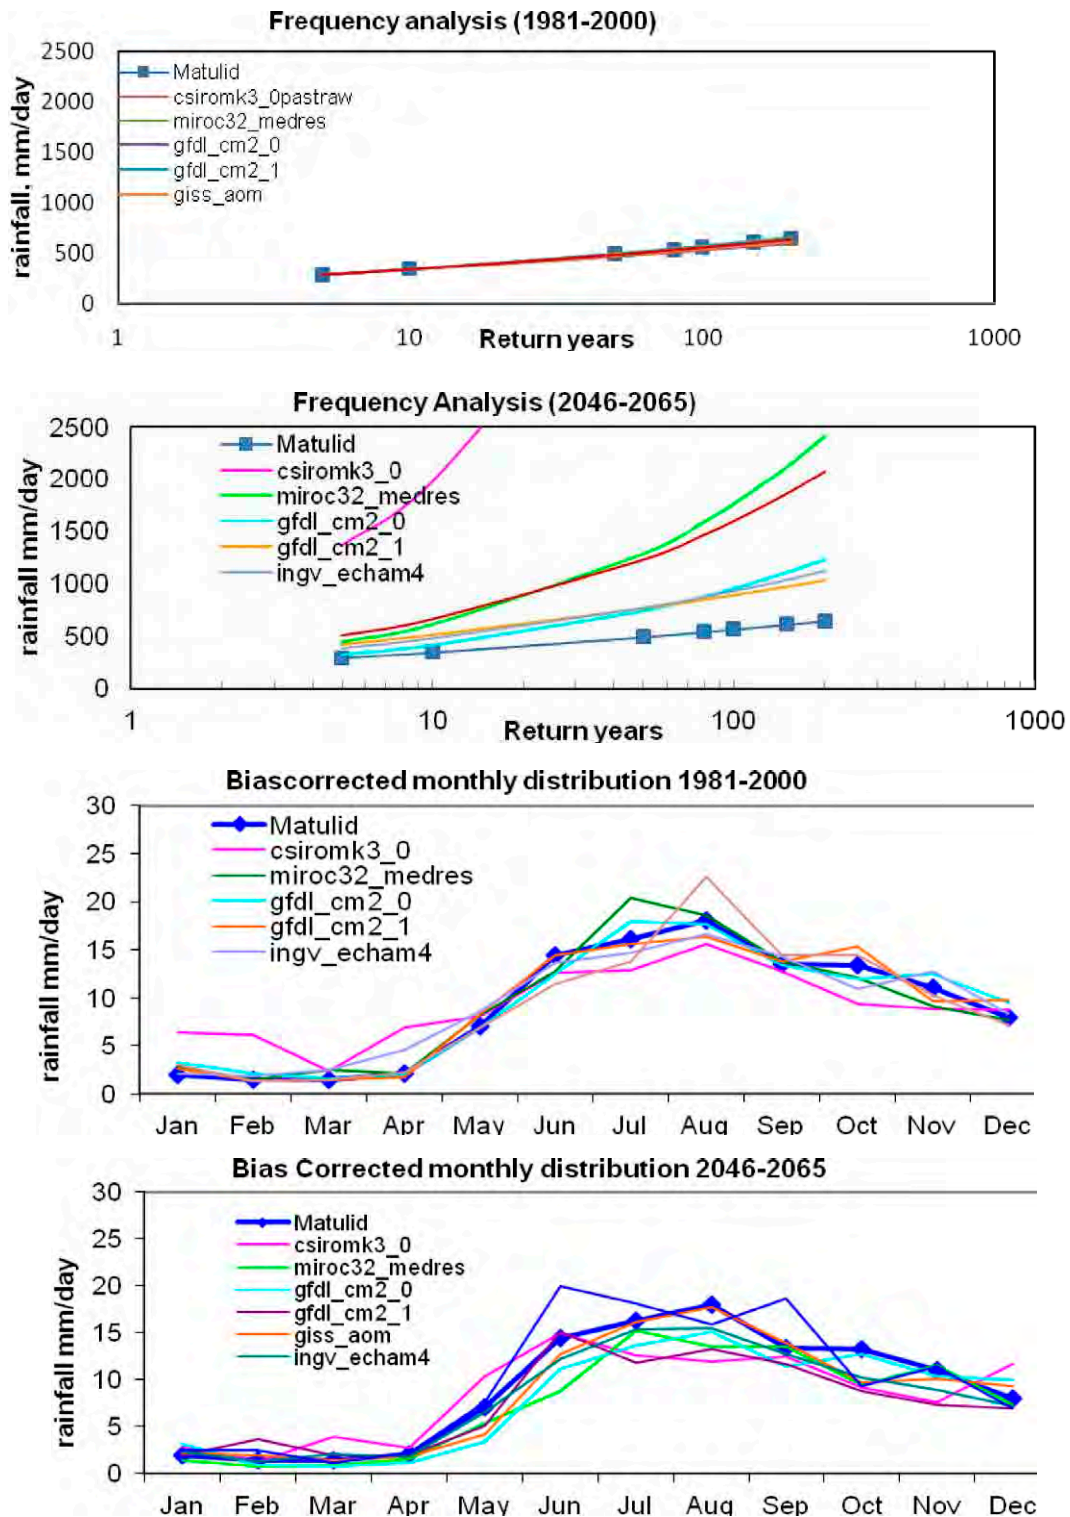 Frequency analysis (1981-2000)
rainfall, mm/day
2500
2000
1500
1000
500
0
Matulid
csiromk3_0pastraw
miroc32_medres
gfdl_cm2_0
gfdl_cm2_1
giss_aom
1 10 100 1000
Return years
Frequency Analysis (2046-2065)
rainfall mm/day
2500
2000
1500
1000
500
0
Matulid
csiromk3_0
miroc32_medres
gfdl_cm2_0
gfdl_cm2_1
ingv_echam4
1 10 100 1000
Return years
Biascorrected monthly distribution 1981-2000
rainfall mm/day
30
25
20
15
10
5
0
Matulid
csiromk3_0
miroc32_medres
gfdl_cm2_0
gfdl_cm2_1
ingv_echam4
Jan Feb Mar Apr May Jun Jul Aug Sep Oct Nov Dec
Bias Corrected monthly distribution 2046-2065
rainfall mm/day
30
25
20
15
10
5
0
Matulid
csiromk3_0
miroc32_medres
gfdl_cm2_0
gfdl_cm2_1
giss_aom
ingv_echam4
Jan Feb Mar Apr May Jun Jul Aug Sep Oct Nov Dec